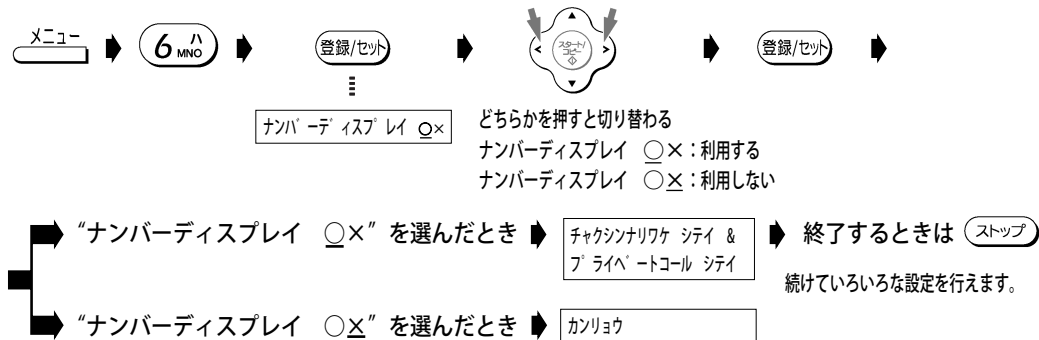 メニュー
6 ハ MNO
登録/セット
スタート/コピー
登録/セット
ナンバーディスプレイ ○×
どちらかを押すと切り替わる
ナンバーディスプレイ ○×：利用する
ナンバーディスプレイ ○×：利用しない
“ナンバーディスプレイ ○×” を選んだとき
チャクシンナリワケ シテイ &
プライベートコール シテイ
終了するときは ストップ
続けていろいろな設定を行えます。
“ナンバーディスプレイ ○×” を選んだとき
カンリョウ